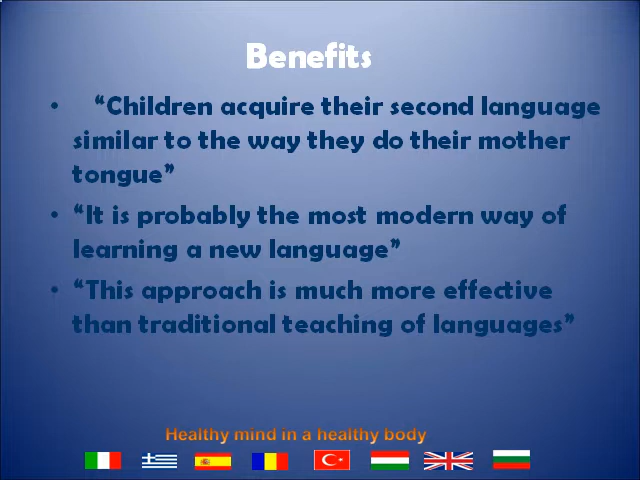 Benefits
• “Children acquire their second language
similar to the way they do their mother
tongue”
• “It is probably the most modern way of
learning a new language”
• “This approach is much more effective
than traditional teaching of languages”
Healthy mind in a healthy body